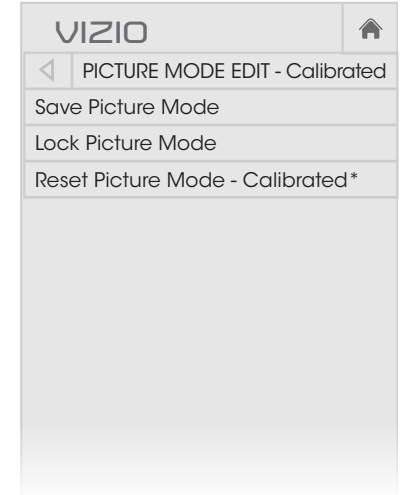 VIZIO
PICTURE MODE EDIT - Calibrated
Save Picture Mode
Lock Picture Mode
Reset Picture Mode - Calibrated*